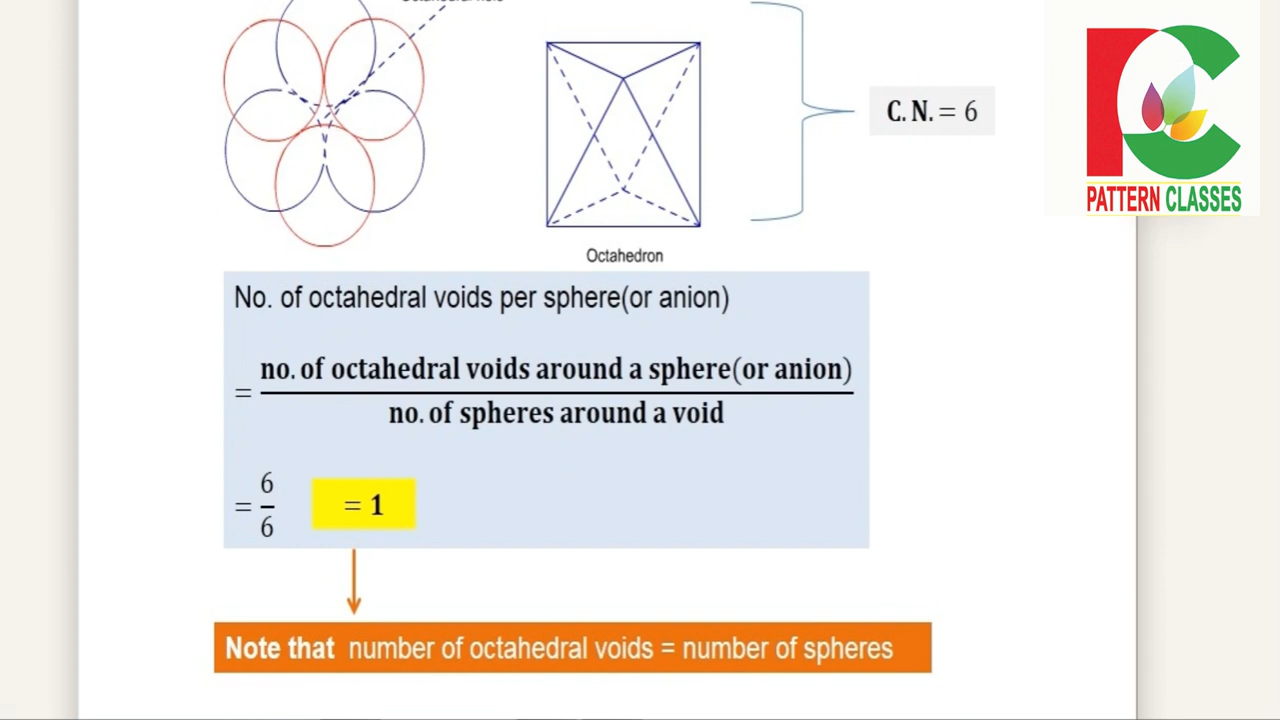 C. N. = 6
PATTERN CLASSES
Octahedron
No. of octahedral voids per sphere(or anion)
= no. of octahedral voids around a sphere(or anion)
no. of spheres around a void
= 6
6
= 1
Note that number of octahedral voids = number of spheres